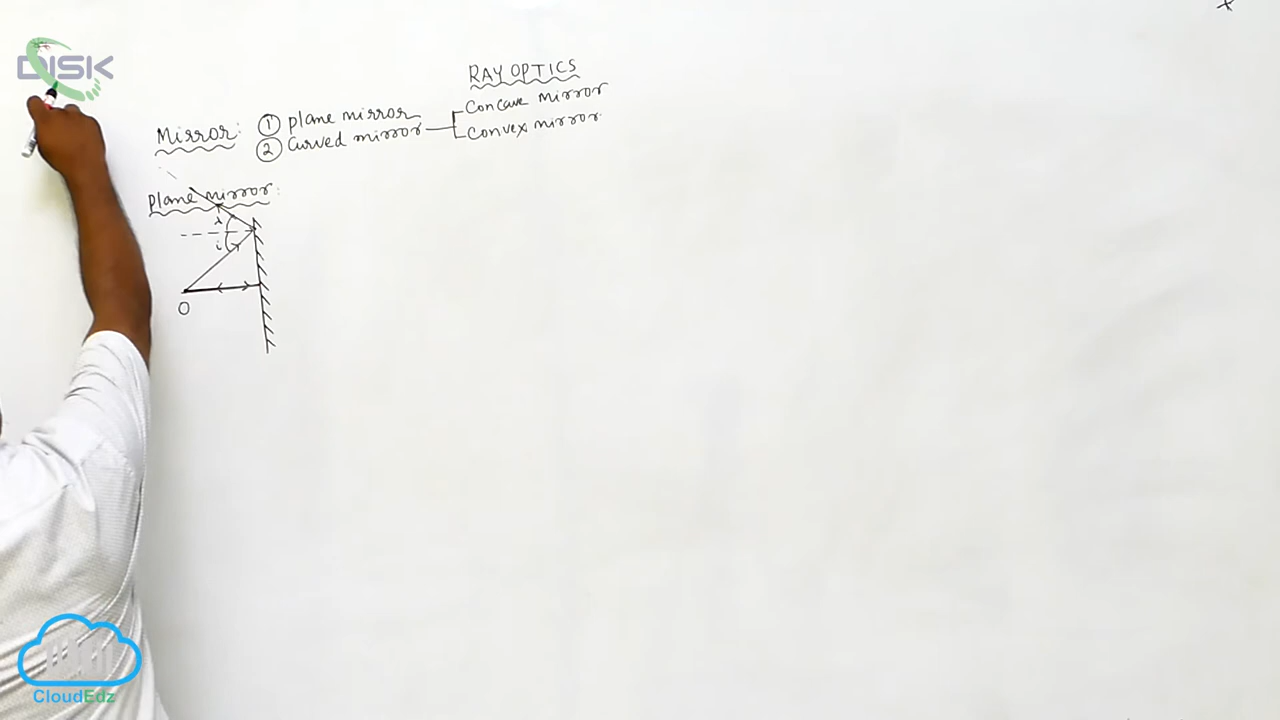 DISK
RAY OPTICS
Mirror: ① plane mirror
② Curved mirror
Concave mirror
Convex mirror
plane mirror:
r
i
O
CloudEdz